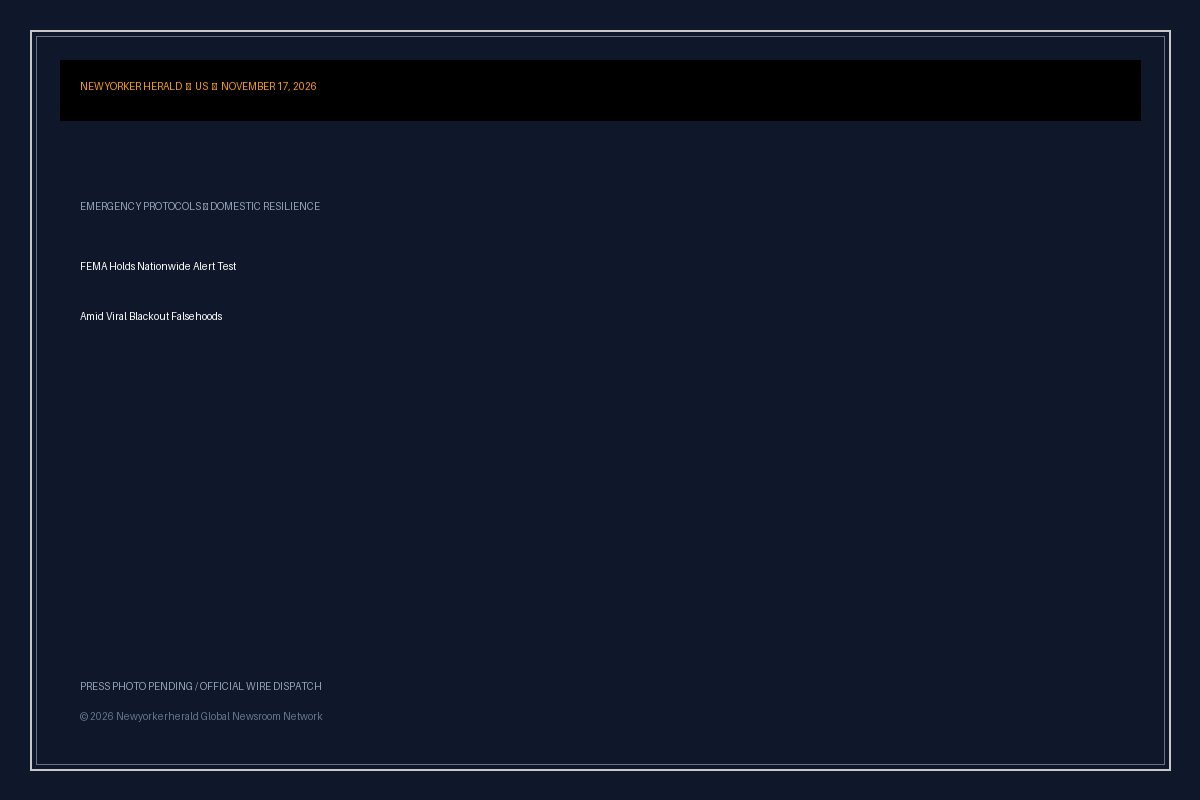 NEWYORKER HERALD ☒ US ☒ NOVEMBER 17, 2026
EMERGENCY PROTOCOLS ☒ DOMESTIC RESILIENCE
FEMA Holds Nationwide Alert Test
Amid Viral Blackout Falsehoods
PRESS PHOTO PENDING / OFFICIAL WIRE DISPATCH
© 2026 Newyorkerherald Global Newsroom Network